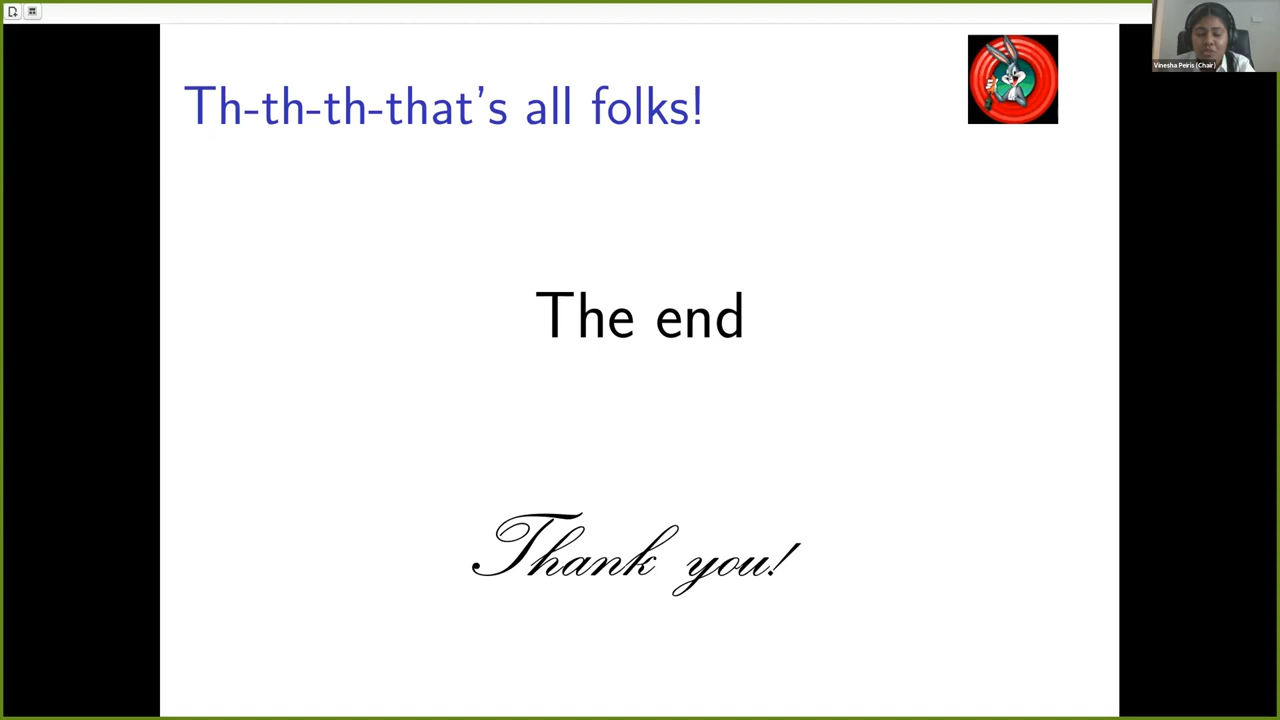 Vinesha Peiris (Chair)
Th-th-th-that's all folks!
The end
Thank you!